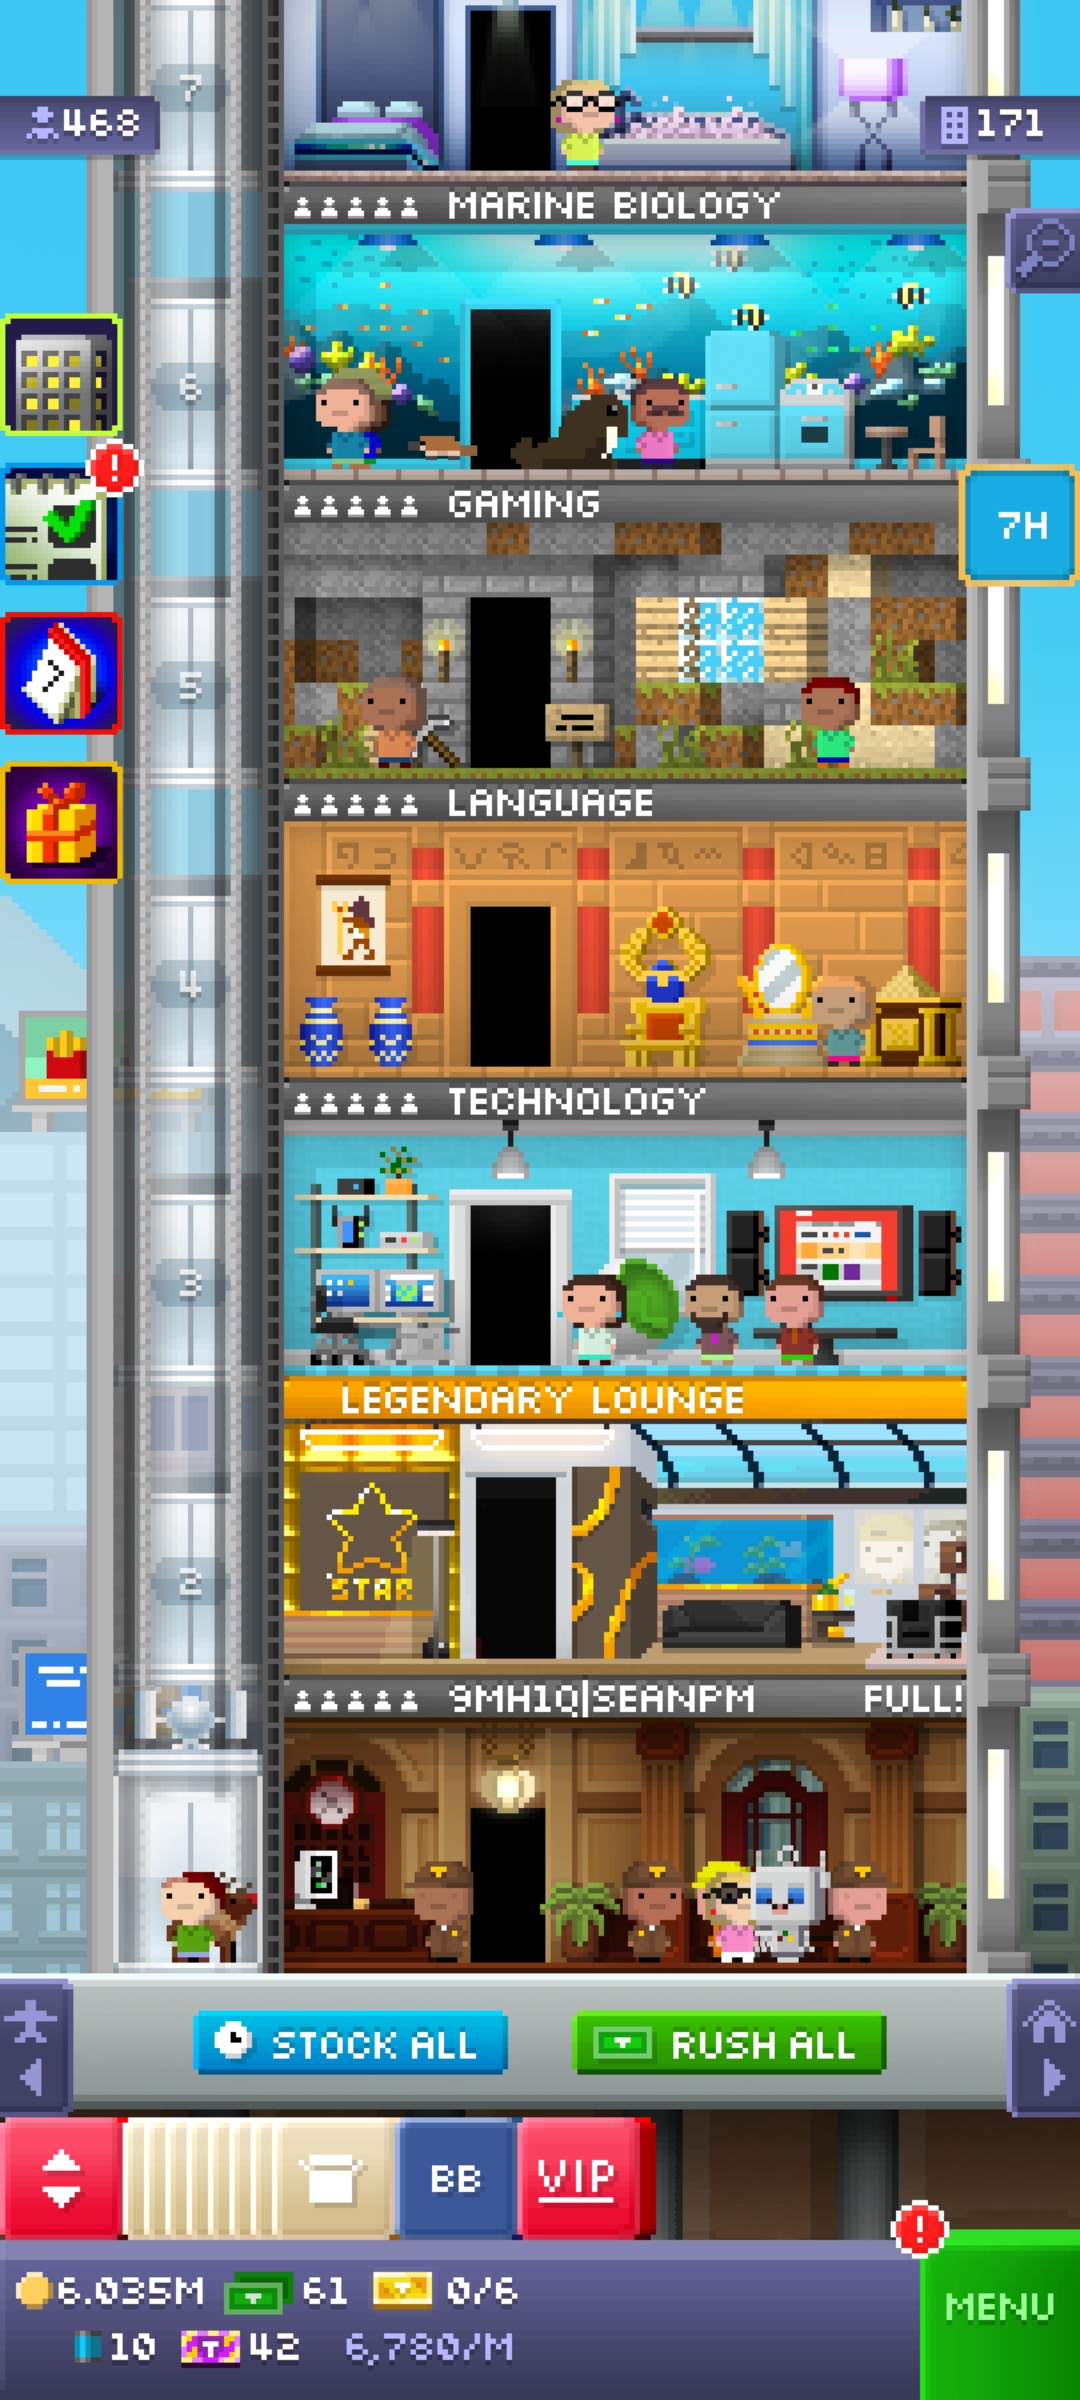 7
468
171
MARINE BIOLOGY
6
GAMING
7H
5
LANGUAGE
4
TECHNOLOGY
3
LEGENDARY LOUNGE
STAR
2
9MH1Q|SEANPM FULL!
STOCK ALL
RUSH ALL
BB
VIP
6.035M 61 0/6
MENU
10 42 6,780/M